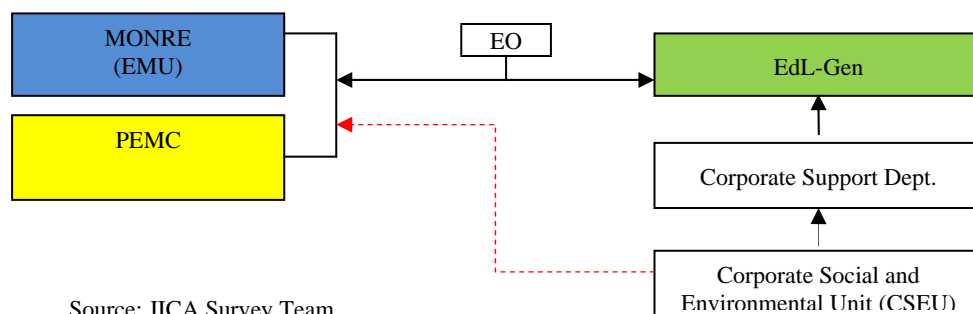 MONRE
(EMU)
EO
EdL-Gen
PEMC
Corporate Support Dept.
Corporate Social and
Environmental Unit (CSEU)
Source: JICA Survey Team